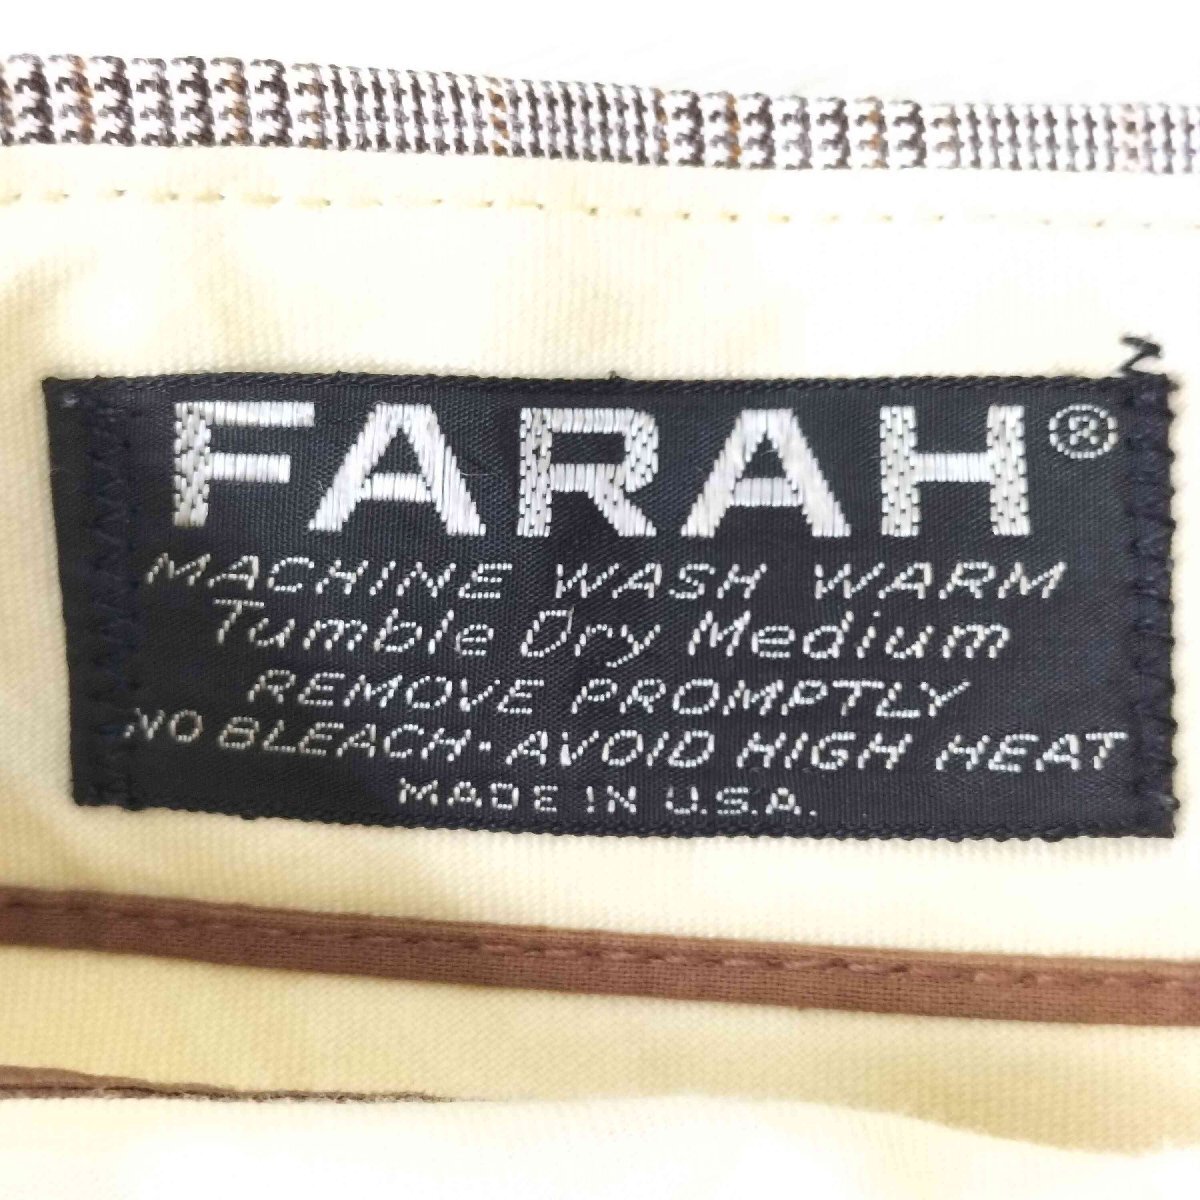 FARAH®
MACHINE WASH WARM
Tumble Dry Medium
REMOVE PROMPTLY
NO BLEACH·AVOID HIGH HEAT
MADE IN U.S.A.